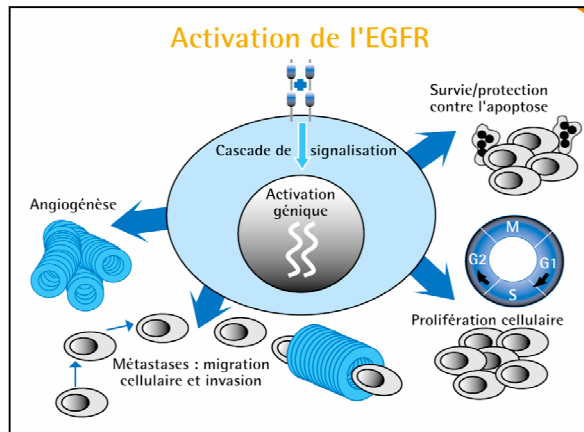 Activation de l'EGFR
Survie/protection
contre l'apoptose
Cascade de signalisation
Activation
génique
Angiogénèse
M
G2
G1
S
Prolifération cellulaire
Métastases : migration
cellulaire et invasion